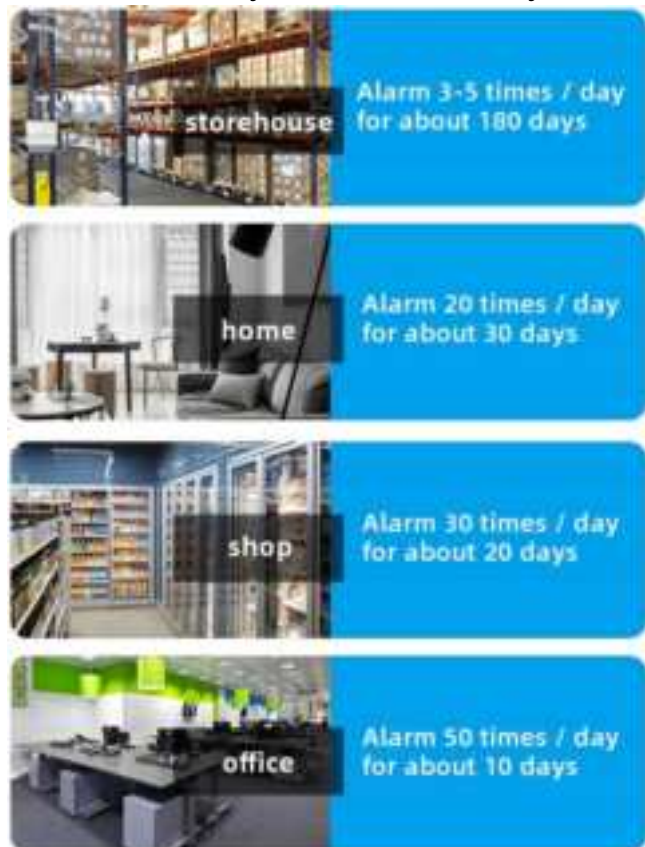 storehouse
Alarm 3-5 times / day
for about 180 days
home
Alarm 20 times / day
for about 30 days
shop
Alarm 30 times / day
for about 20 days
office
Alarm 50 times / day
for about 10 days